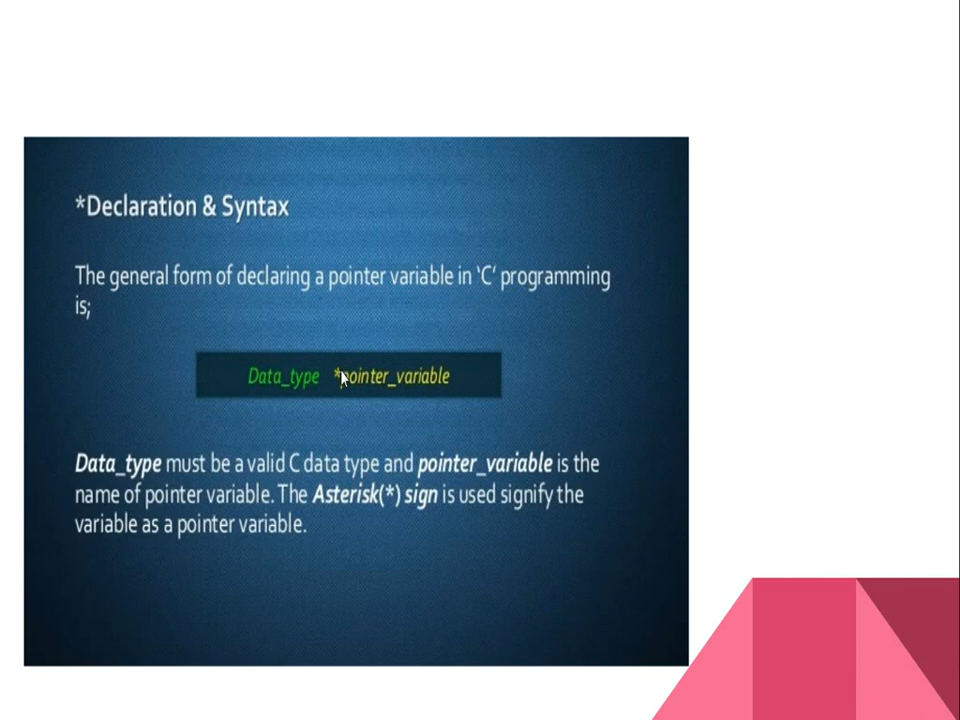 *Declaration & Syntax
The general form of declaring a pointer variable in ‘C’ programming
is;
Data_type *pointer_variable
Data_type must be a valid C data type and pointer_variable is the
name of pointer variable. The Asterisk(*) sign is used signify the
variable as a pointer variable.